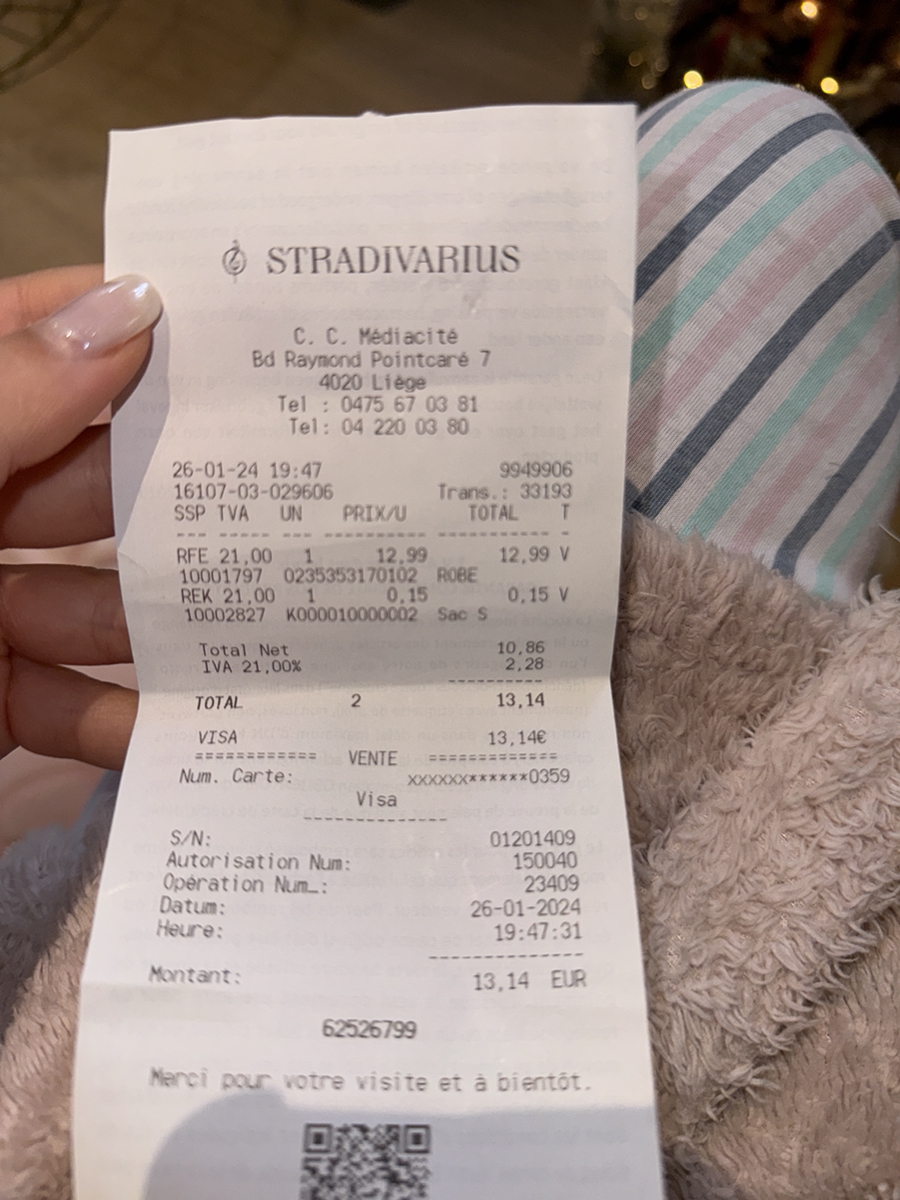 STRADIVARIUS
C. C. Médiacité
Bd Raymond Pointcaré 7
4020 Liège
Tel : 0475 67 03 81
Tel: 04 220 03 80
26-01-24 19:47 9949906
16107-03-029606 Trans.: 33193
SSP TVA UN PRIX/U TOTAL T
--- ----- --- ---------- -------- -
RFE 21,00 1 12,99 12,99 V
10001797 0235353170102 ROBE
REK 21,00 1 0,15 0,15 V
10002827 K000010000002 Sac S
Total Net 10,86
IVA 21,00% 2,28
----------
TOTAL 2 13,14
VISA 13,14€
============ VENTE =============
Num. Carte: XXXXXX******0359
Visa
---------------
S/N: 01201409
Autorisation Num: 150040
Opération Num_: 23409
Datum: 26-01-2024
Heure: 19:47:31
---------------
Montant: 13,14 EUR
62526799
Merci pour votre visite et à bientôt.